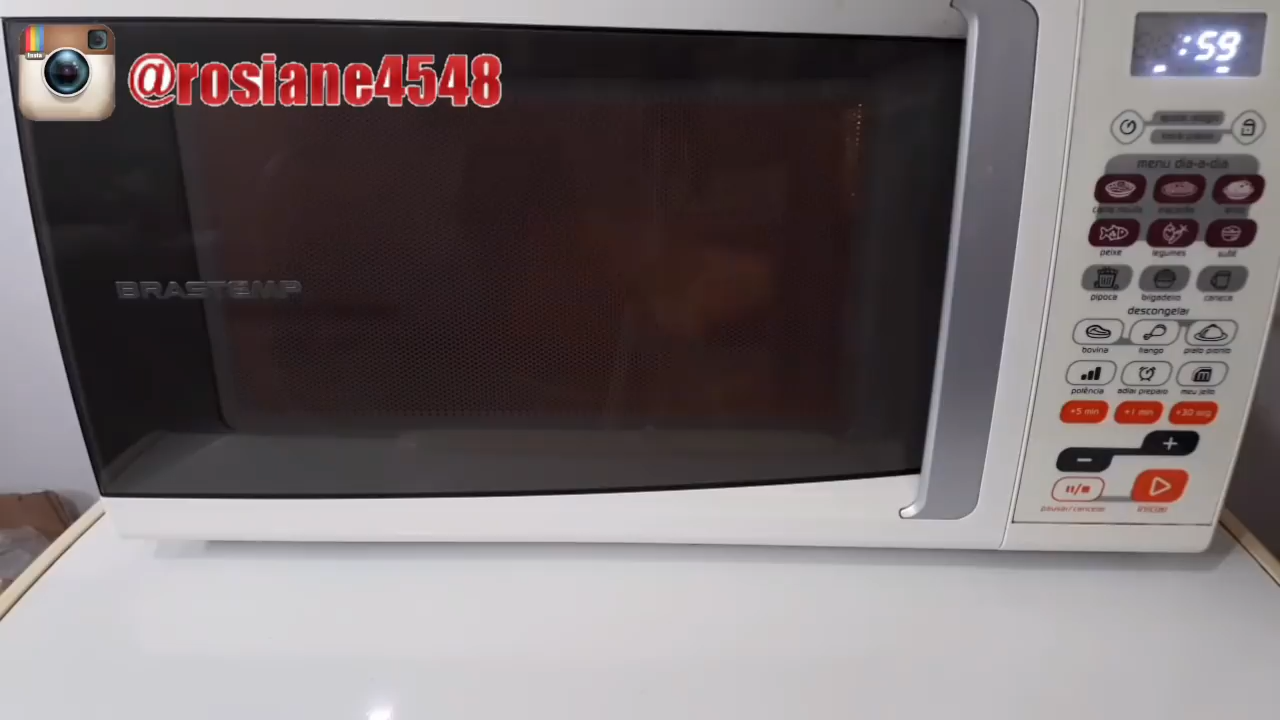 Insta
@rosiane4548
:59
menu dia-a-dia
BRASTEMP
peixe legumes suflê
pipoca brigadeiro caneca
descongelar
bovina frango prato pronto
potência adiar preparo meu jeito
+5 min +1 min +30 seg
pausar/cancelar iniciar